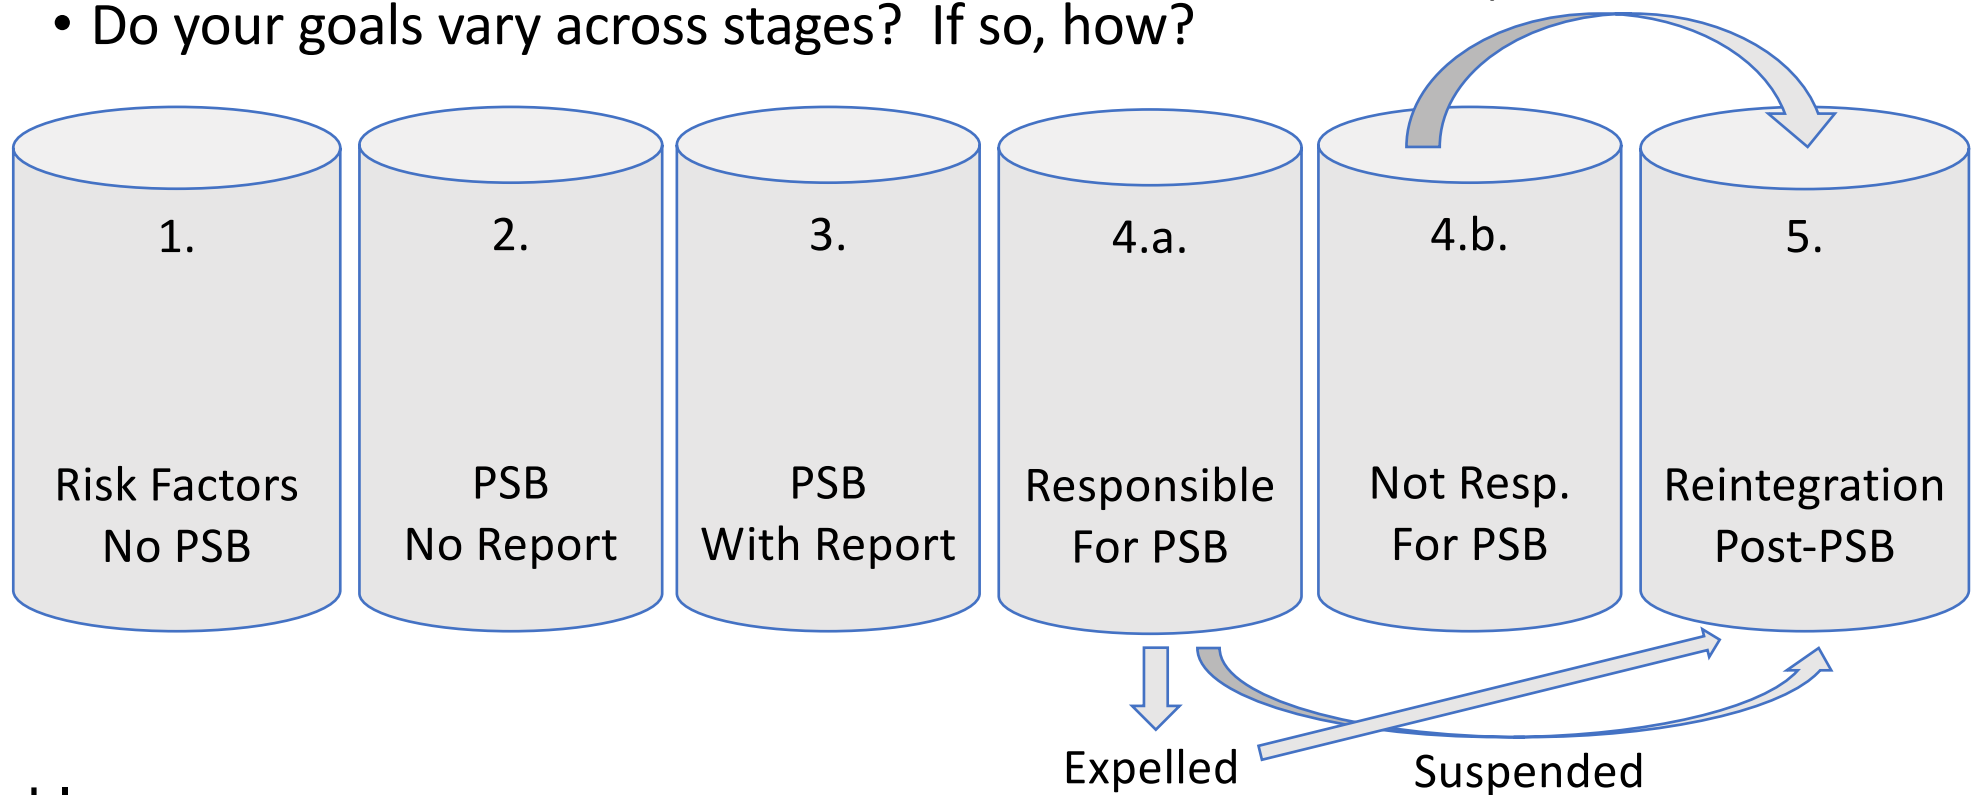 • Do your goals vary across stages?  If so, how?
1.
Risk Factors
No PSB
2.
PSB
No Report
3.
PSB
With Report
4.a.
Responsible
For PSB
4.b.
Not Resp.
For PSB
5.
Reintegration
Post-PSB
Expelled
Suspended